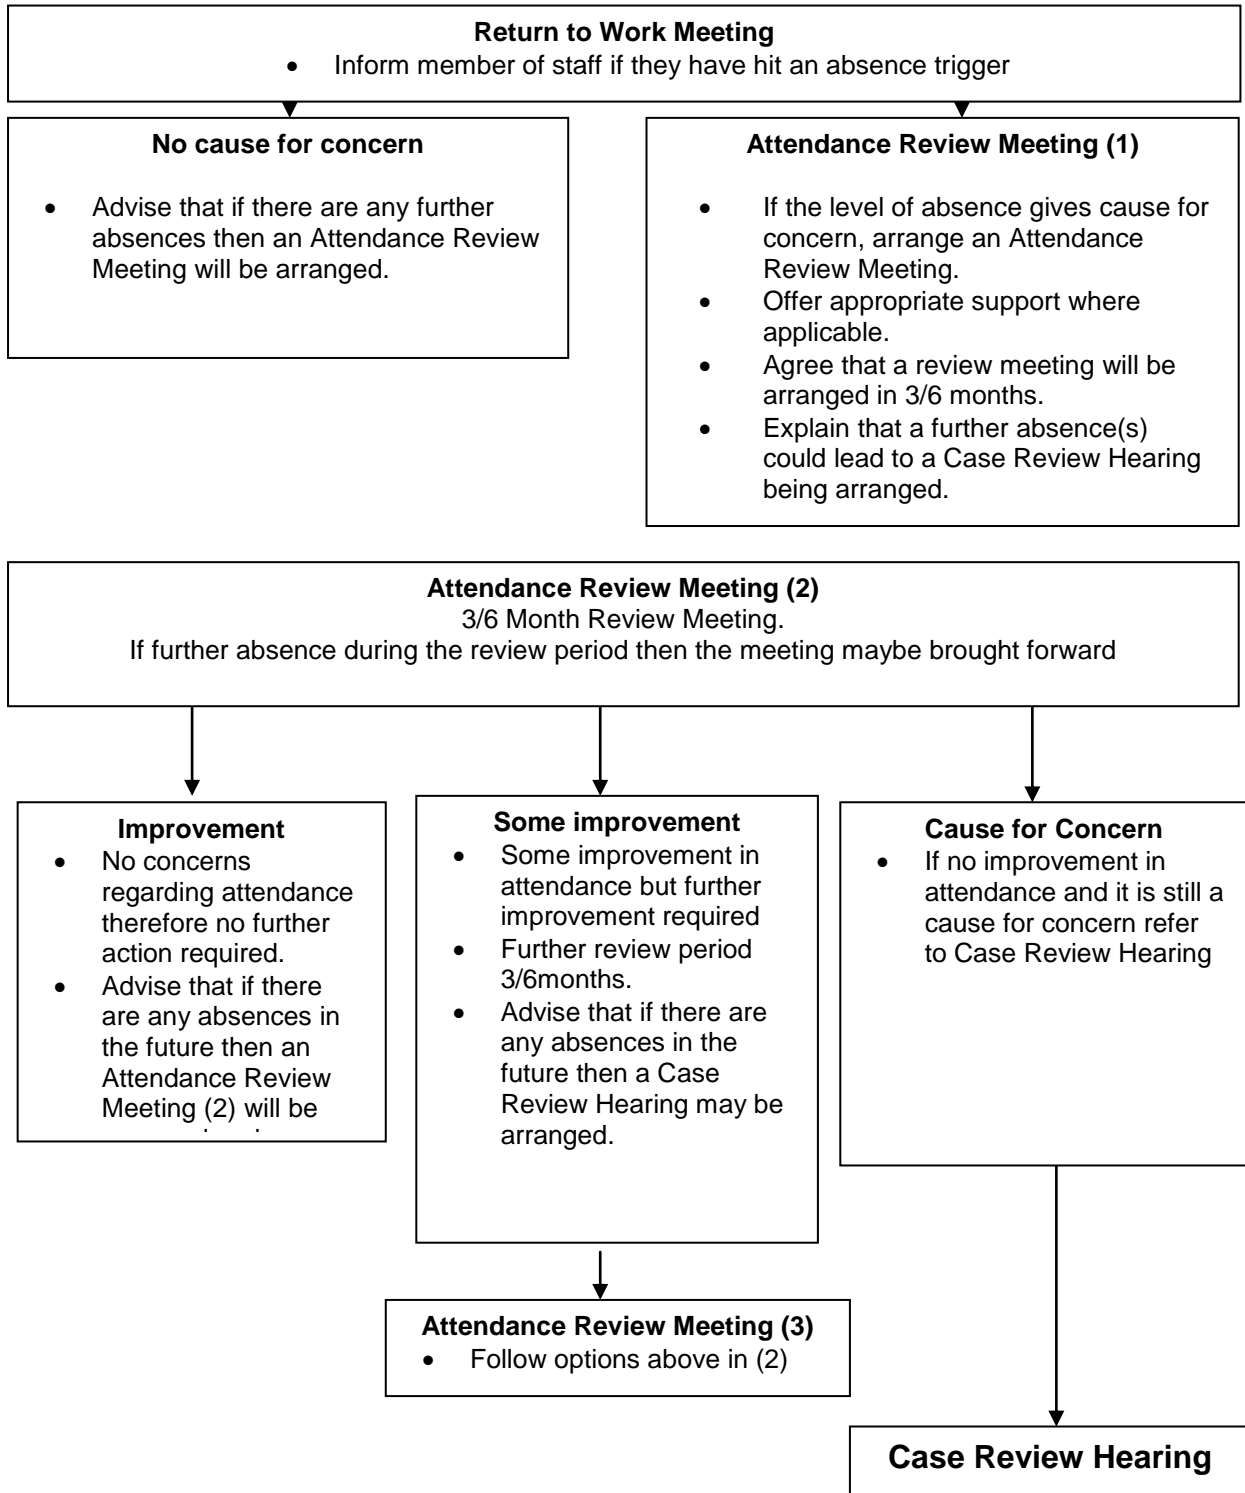 Return to Work Meeting
• Inform member of staff if they have hit an absence trigger
No cause for concern
• Advise that if there are any further
absences then an Attendance Review
Meeting will be arranged.
Attendance Review Meeting (1)
• If the level of absence gives cause for
concern, arrange an Attendance
Review Meeting.
• Offer appropriate support where
applicable.
• Agree that a review meeting will be
arranged in 3/6 months.
• Explain that a further absence(s)
could lead to a Case Review Hearing
being arranged.
Attendance Review Meeting (2)
3/6 Month Review Meeting.
If further absence during the review period then the meeting maybe brought forward
Improvement
• No concerns
regarding attendance
therefore no further
action required.
• Advise that if there
are any absences in
the future then an
Attendance Review
Meeting (2) will be
Some improvement
• Some improvement in
attendance but further
improvement required
• Further review period
3/6months.
• Advise that if there are
any absences in the
future then a Case
Review Hearing may be
arranged.
Cause for Concern
• If no improvement in
attendance and it is still a
cause for concern refer
to Case Review Hearing
Attendance Review Meeting (3)
• Follow options above in (2)
Case Review Hearing